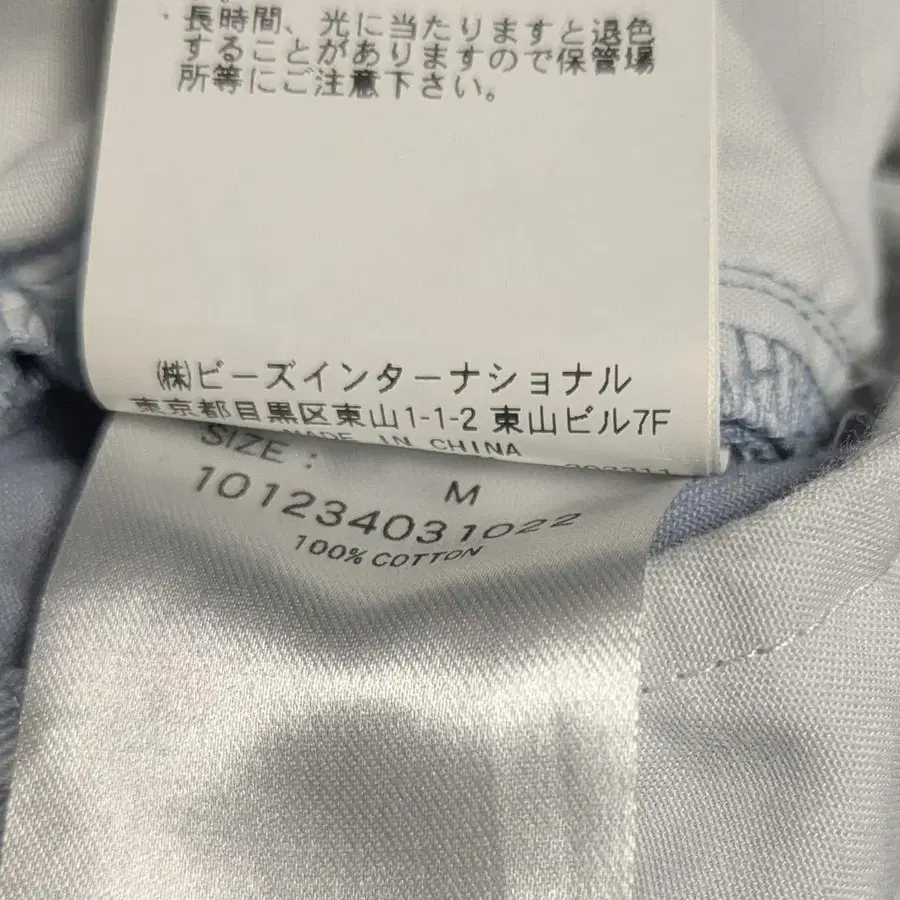 長時間、光に当たりますと退色
することがありますので保管場
所等にご注意下さい。
㈱ビーズインターナショナル
東京都目黒区東山1-1-2 東山ビル7F
MADE IN CHINA
SIZE : M
101234031022
100% COTTON